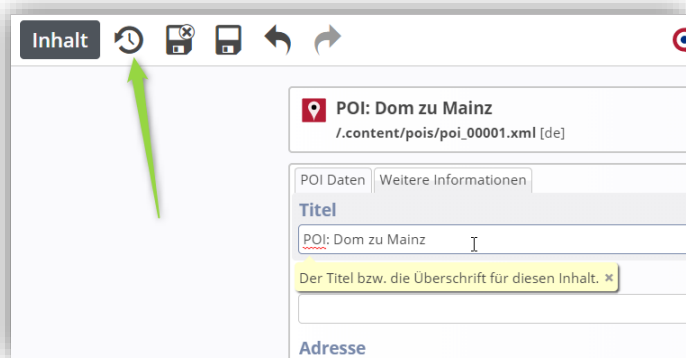 Inhalt
POI: Dom zu Mainz
/.content/pois/poi_00001.xml [de]
POI Daten Weitere Informationen
Titel
POI: Dom zu Mainz
Der Titel bzw. die Überschrift für diesen Inhalt. ×
Adresse